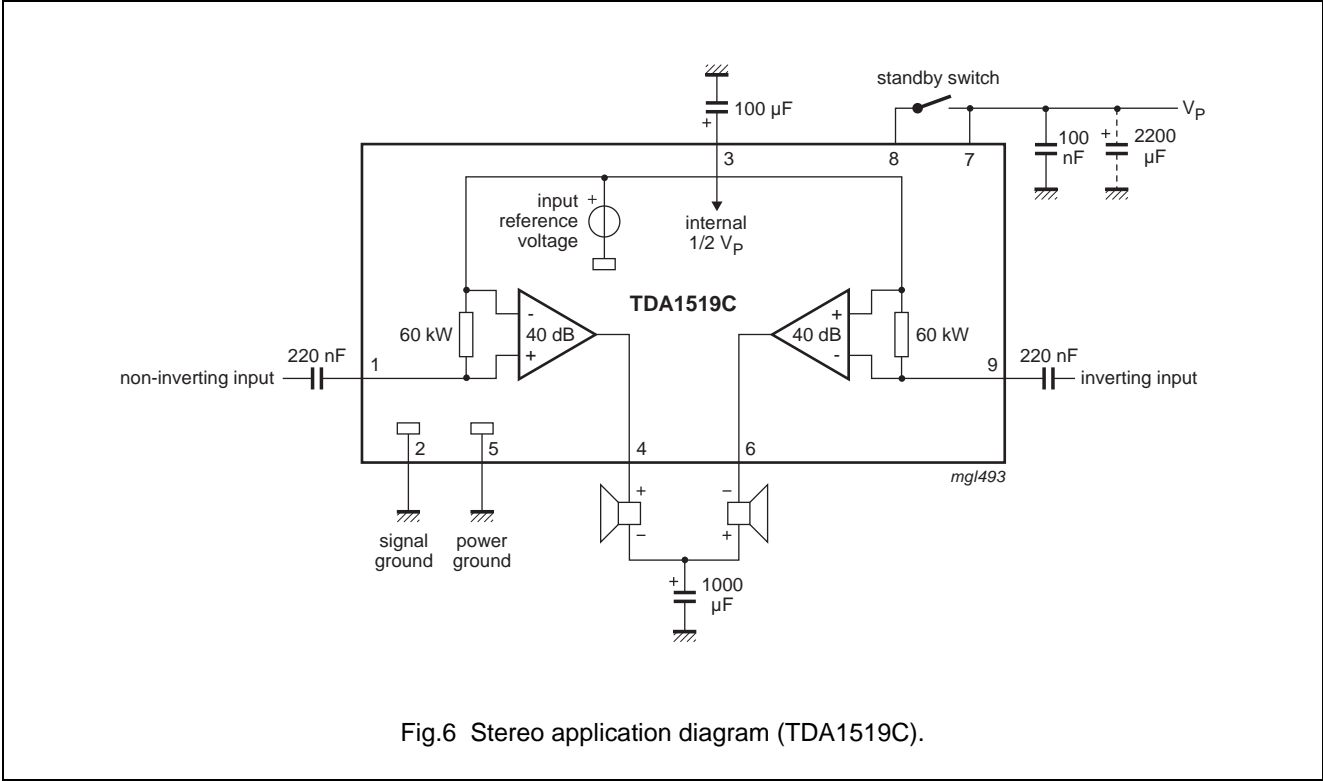 standby switch
100 µF
+
V_P
3
8
7
100
nF
+
2200
µF
input
reference
voltage
+
internal
1/2 V_P
TDA1519C
60 kW
-
+
40 dB
+
-
40 dB
60 kW
220 nF
non-inverting input
1
9
220 nF
inverting input
2
5
4
6
mgl493
+
−
−
+
signal
ground
power
ground
+
1000
µF
Fig.6 Stereo application diagram (TDA1519C).